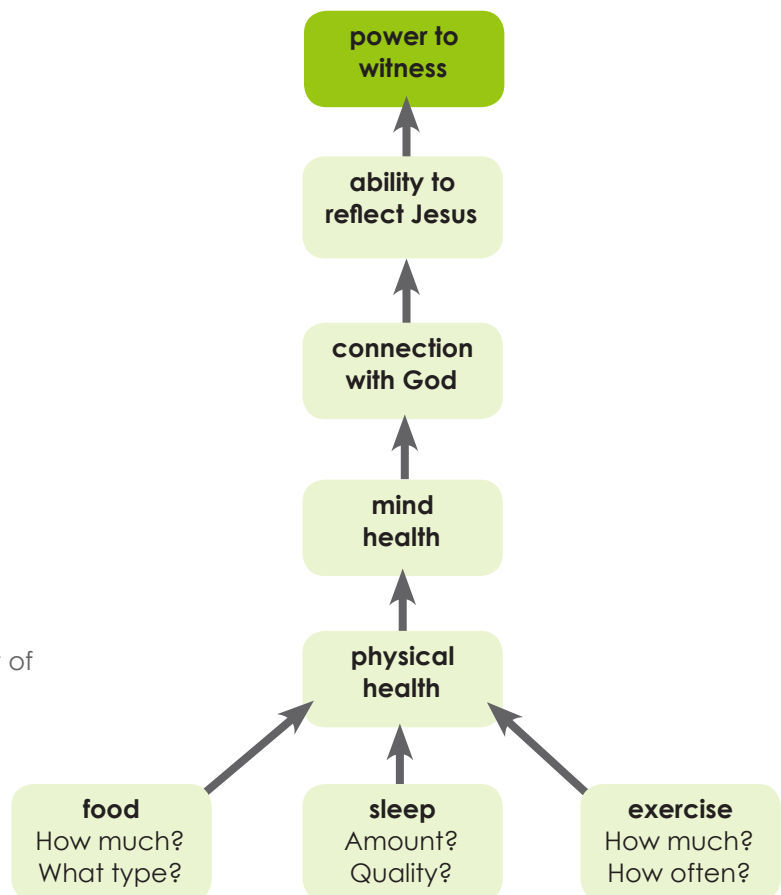 power to
witness
ability to
reflect Jesus
connection
with God
mind
health
of
physical
health
food
How much?
What type?
sleep
Amount?
Quality?
exercise
How much?
How often?